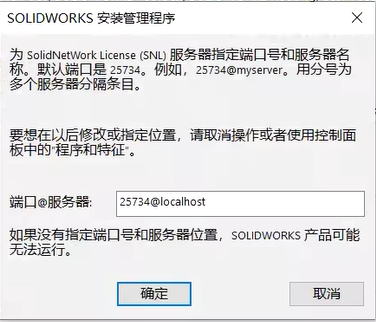 SOLIDWORKS 安装管理程序
为 SolidNetWork License (SNL) 服务器指定端口号和服务器名
称。默认端口是 25734。例如，25734@myserver。用分号为
多个服务器分隔条目。
要想在以后修改或指定位置，请取消操作或者使用控制面
板中的“程序和特征”。
端口@服务器:
25734@localhost
如果没有指定端口号和服务器位置，SOLIDWORKS 产品可能
无法运行。
确定
取消